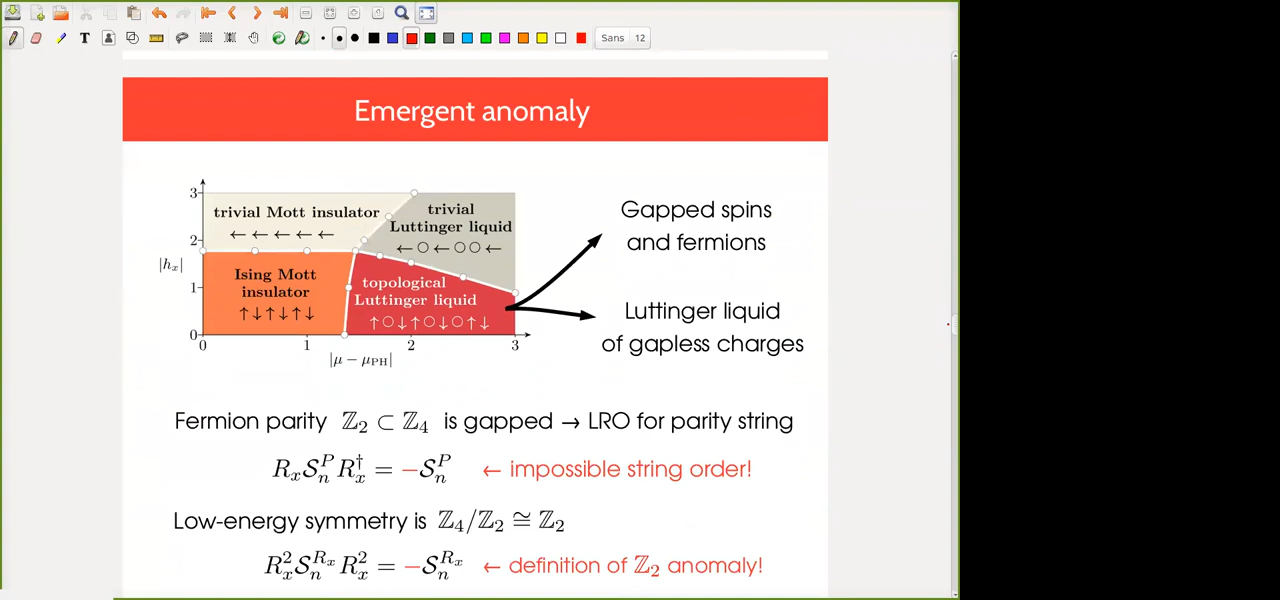 Sans 12
Emergent anomaly
3
trivial Mott insulator
←←←←←
trivial
Luttinger liquid
←○←○○←
2
|h_x|
Ising Mott
insulator
↑↓↑↓↑↓
topological
Luttinger liquid
↑○↓↑○↓○↑↓
1
0
0 1 2 3
|μ − μ_PH|
Gapped spins
and fermions
Luttinger liquid
of gapless charges
Fermion parity ℤ₂ ⊂ ℤ₄ is gapped → LRO for parity string
R_x 𝒮_n^P R_x^† = −𝒮_n^P ← impossible string order!
Low-energy symmetry is ℤ₄/ℤ₂ ≅ ℤ₂
R_x^2 𝒮_n^{R_x} R_x^2 = −𝒮_n^{R_x} ← definition of ℤ₂ anomaly!